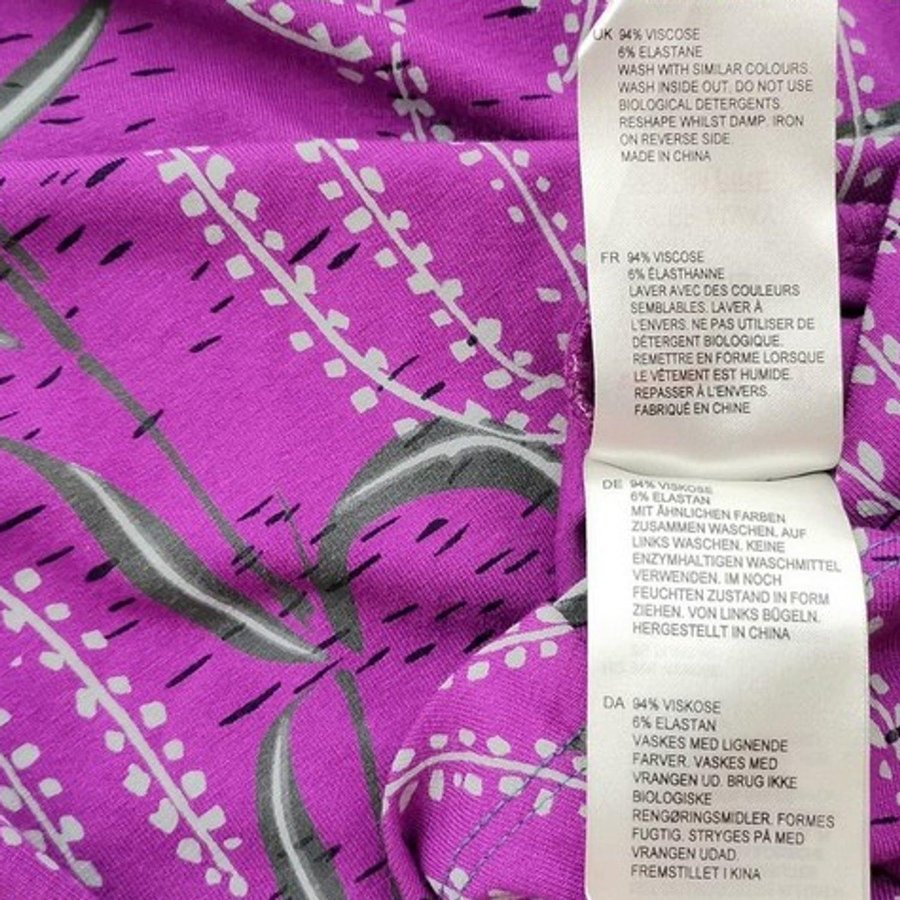 UK 94% VISCOSE
6% ELASTANE
WASH WITH SIMILAR COLOURS.
WASH INSIDE OUT. DO NOT USE
BIOLOGICAL DETERGENTS.
RESHAPE WHILST DAMP. IRON
ON REVERSE SIDE.
MADE IN CHINA
FR 94% VISCOSE
6% ÉLASTHANNE
LAVER AVEC DES COULEURS
SEMBLABLES. LAVER À
L'ENVERS. NE PAS UTILISER DE
DÉTERGENT BIOLOGIQUE.
REMETTRE EN FORME LORSQUE
LE VÊTEMENT EST HUMIDE.
REPASSER À L'ENVERS.
FABRIQUÉ EN CHINE
DE 94% VISKOSE
6% ELASTAN
MIT ÄHNLICHEN FARBEN
ZUSAMMEN WASCHEN. AUF
LINKS WASCHEN. KEINE
ENZYMHALTIGEN WASCHMITTEL
VERWENDEN. IM NOCH
FEUCHTEN ZUSTAND IN FORM
ZIEHEN. VON LINKS BÜGELN.
HERGESTELLT IN CHINA
DA 94% VISKOSE
6% ELASTAN
VASKES MED LIGNENDE
FARVER. VASKES MED
VRANGEN UD. BRUG IKKE
BIOLOGISKE
RENGØRINGSMIDLER. FORMES
FUGTIG. STRYGES PÅ MED
VRANGEN UDAD.
FREMSTILLET I KINA